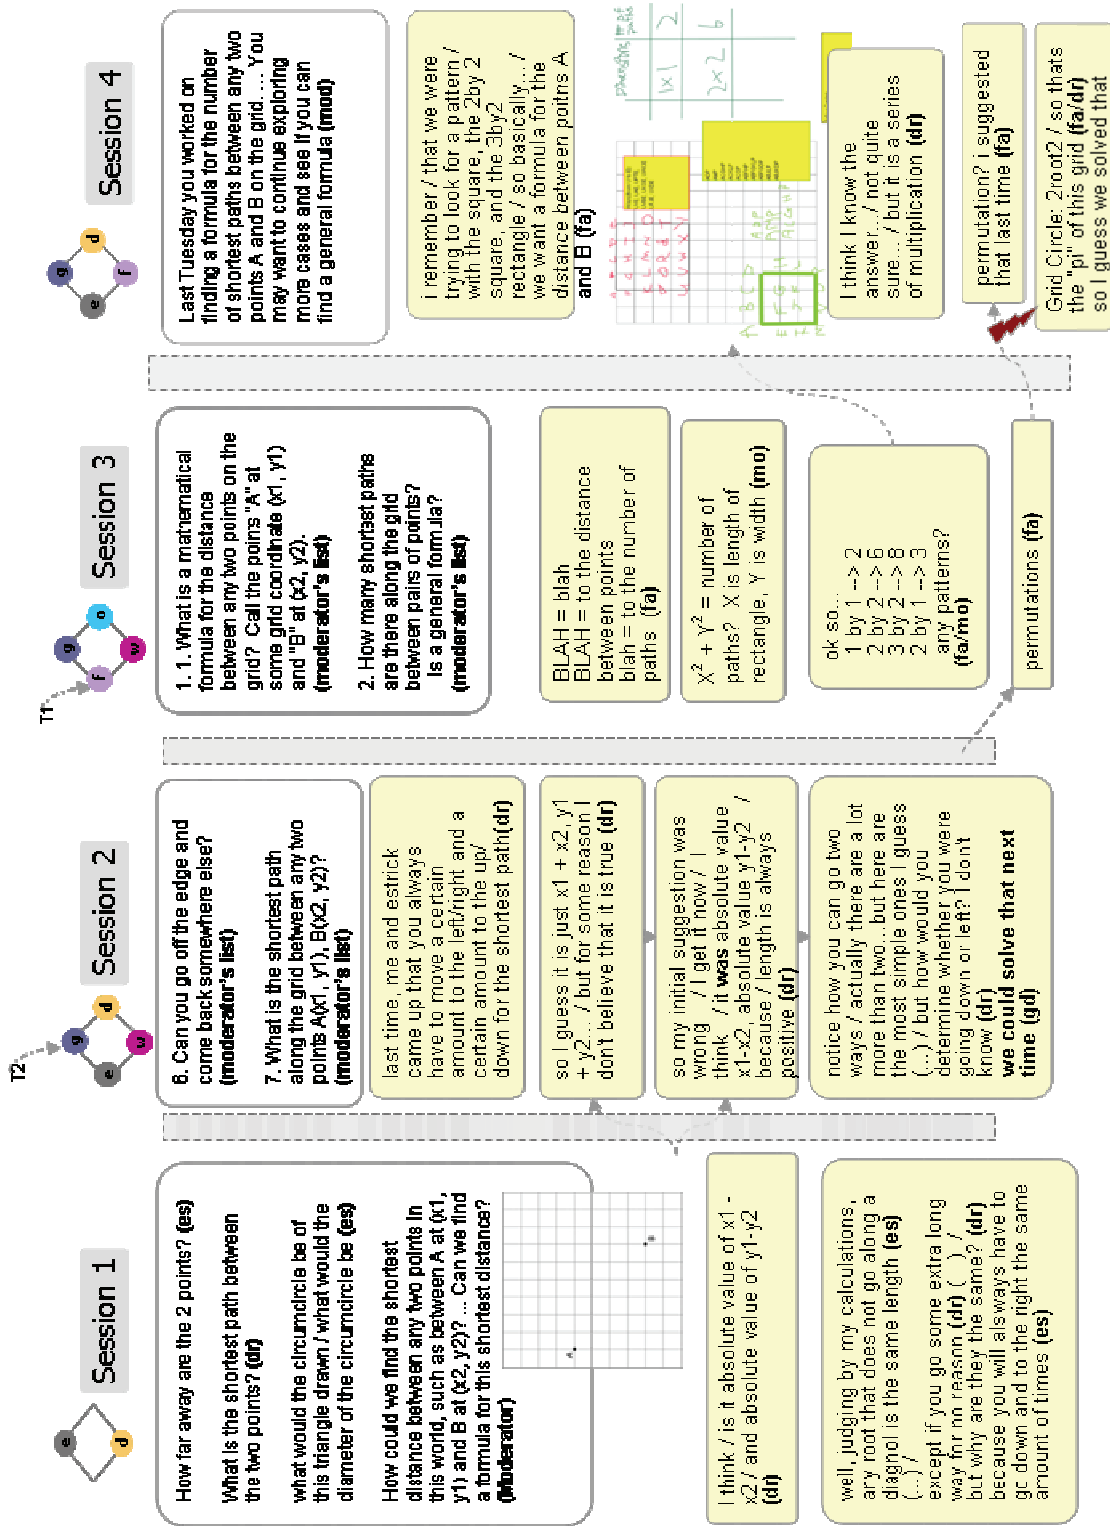 Session 1
e
d
How far away are the 2 points? (es)
What is the shortest path between
the two points? (dr)
what would the circumcircle be of
this triangle drawn / what would the
diameter of the circumcircle be (es)
How could we find the shortest
distance between any two points in
this world, such as between A at (x1,
y1) and B at (x2, y2)? ... Can we find
a formula for this shortest distance?
(Moderator)
I think / is it absolute value of x1 -
x2 / and absolute value of y1-y2
(dr)
well, judging by my calculations,
any root that does not go along a
diagnol is the same length (es)
(...) /
except if you go some extra long
way for no reason (dr) (   ) /
but why are they the same? (dr)
because you will always have to
go down and to the right the same
amount of times (es)
T2
Session 2
g
e
d
w
6. Can you go off the edge and
come back somewhere else?
(moderator's list)
7. What is the shortest path
along the grid between any two
points A(x1, y1), B(x2, y2)?
(moderator's list)
last time, me and estrick
came up that you always
have to move a certain
amount to the left/right and a
certain amount to the up/
down for the shortest path(dr)
so I guess it is just x1 + x2, y1
+ y2... / but for some reason I
don't believe that it is true (dr)
so my initial suggestion was
wrong / I get it now / I
think / it was absolute value
x1-x2, absolute value y1-y2 /
because / length is always
positive (dr)
notice how you can go two
ways / actually there are a lot
more than two...but here are
the most simple ones I guess
(...) / but how would you
determine whether you were
going down or left? I don't
know (dr)
we could solve that next
time (gd)
T1
Session 3
g
f
o
w
1. 1. What is a mathematical
formula for the distance
between any two points on the
grid? Call the points "A" at
some grid coordinate (x1, y1)
and "B" at (x2, y2).
(moderator's list)
2. How many shortest paths
are there along the grid
between pairs of points?
Is a general formula?
(moderator's list)
BLAH = blah
BLAH = to the distance
between points
blah = to the number of
paths (fa)
X² + Y² = number of
paths? X is length of
rectangle, Y is width (mo)
ok so...
1 by 1 --> 2
2 by 2 --> 6
3 by 2 --> 8
2 by 1 --> 3
any patterns?
(fa/mo)
permutations (fa)
Session 4
g
e
d
f
Last Tuesday you worked on
finding a formula for the number
of shortest paths between any two
points A and B on the grid. ... You
may want to continue exploring
more cases and see if you can
find a general formula (mod)
i remember / that we were
trying to look for a pattern /
with the square, the 2by 2
square, and the 3by2
rectangle / so basically.../
we want a formula for the
distance between poitns A
and B (fa)
1x1 2
2x2 6
I think I know the
answer.../ not quite
sure... / but it is a series
of multiplication (dr)
permutation? i suggested
that last time (fa)
Grid Circle: 2root2 / so thats
the "pi" of this grid (fa/dr)
so I guess we solved that